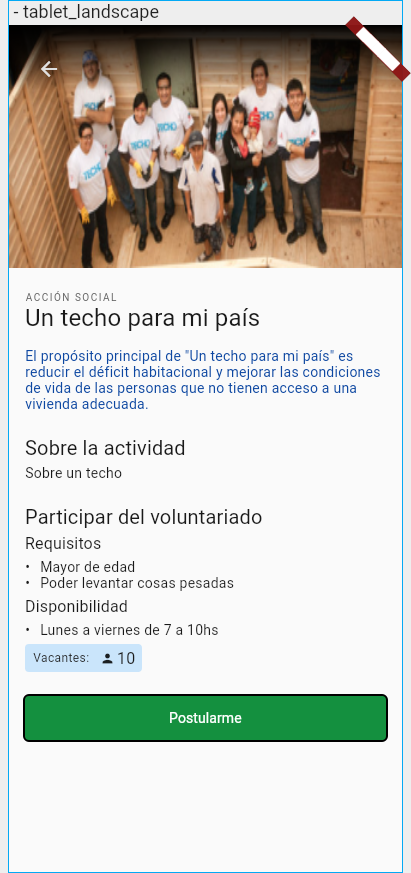 - tablet_landscape
TECHO
ACCIÓN SOCIAL
Un techo para mi país
El propósito principal de "Un techo para mi país" es
reducir el déficit habitacional y mejorar las condiciones
de vida de las personas que no tienen acceso a una
vivienda adecuada.
Sobre la actividad
Sobre un techo
Participar del voluntariado
Requisitos
• Mayor de edad
• Poder levantar cosas pesadas
Disponibilidad
• Lunes a viernes de 7 a 10hs
Vacantes: 10
Postularme